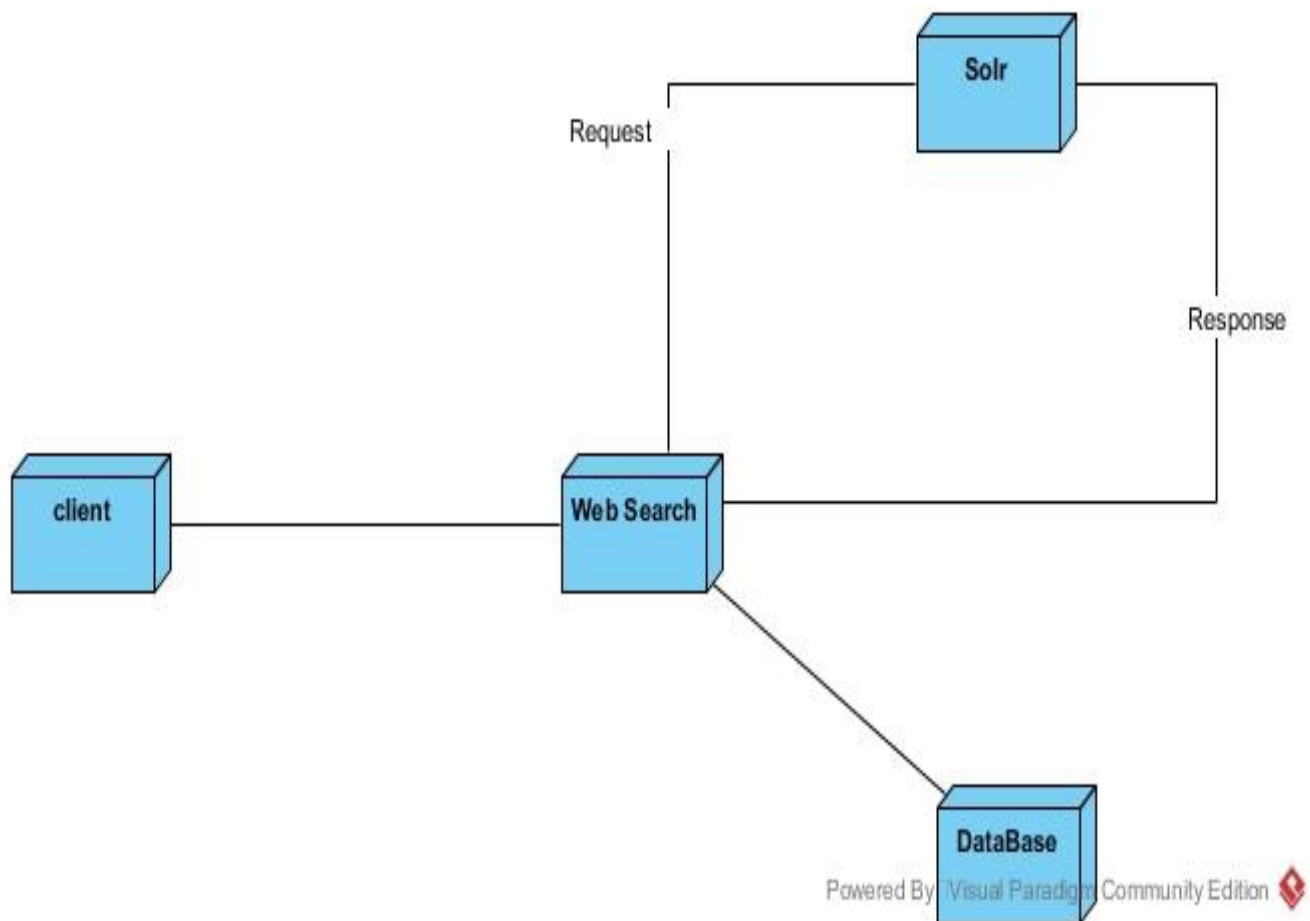 Solr
Request
Response
client
Web Search
DataBase
Powered By Visual Paradigm Community Edition